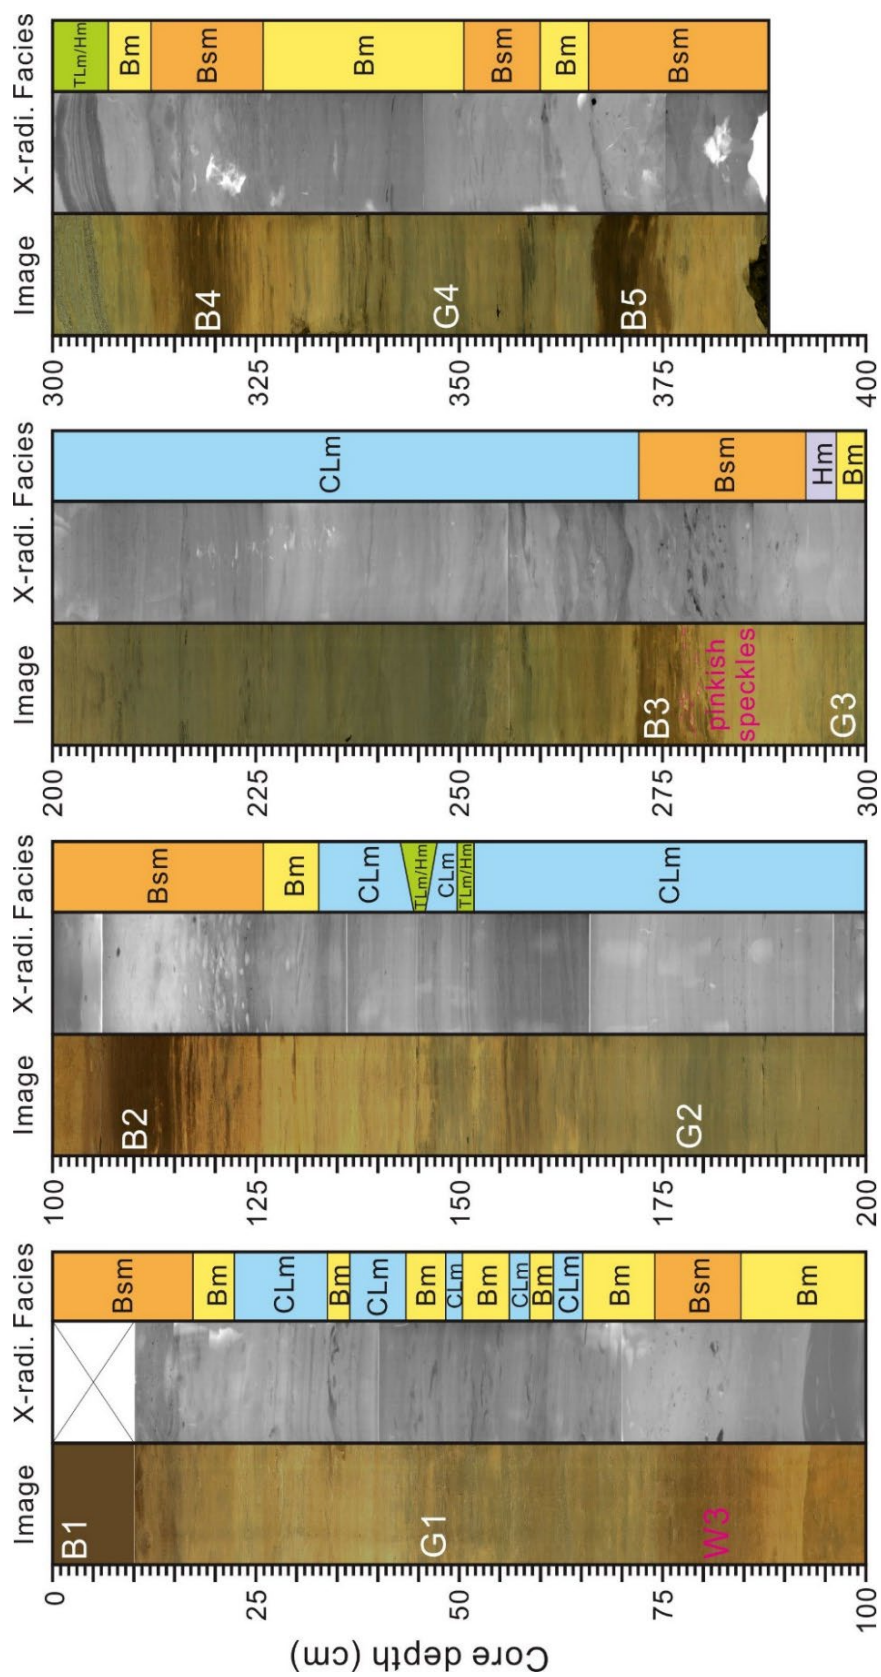 Core depth (cm)
Image X-radi. Facies
0
25
50
75
100
B1
G1
W3
Bsm
Bm
CLm
Bm
CLm
Bm
CLm
Bm
CLm
Bm
CLm
Bm
Bsm
Bm
Image X-radi. Facies
100
125
150
175
200
B2
G2
Bsm
Bm
CLm
TLm/Hm
CLm
TLm/Hm
CLm
Image X-radi. Facies
200
225
250
275
300
B3
pinkish
speckles
G3
CLm
Bsm
Hm
Bm
Image X-radi. Facies
300
325
350
375
400
B4
G4
B5
TLm/Hm
Bm
Bsm
Bm
Bsm
Bm
Bsm